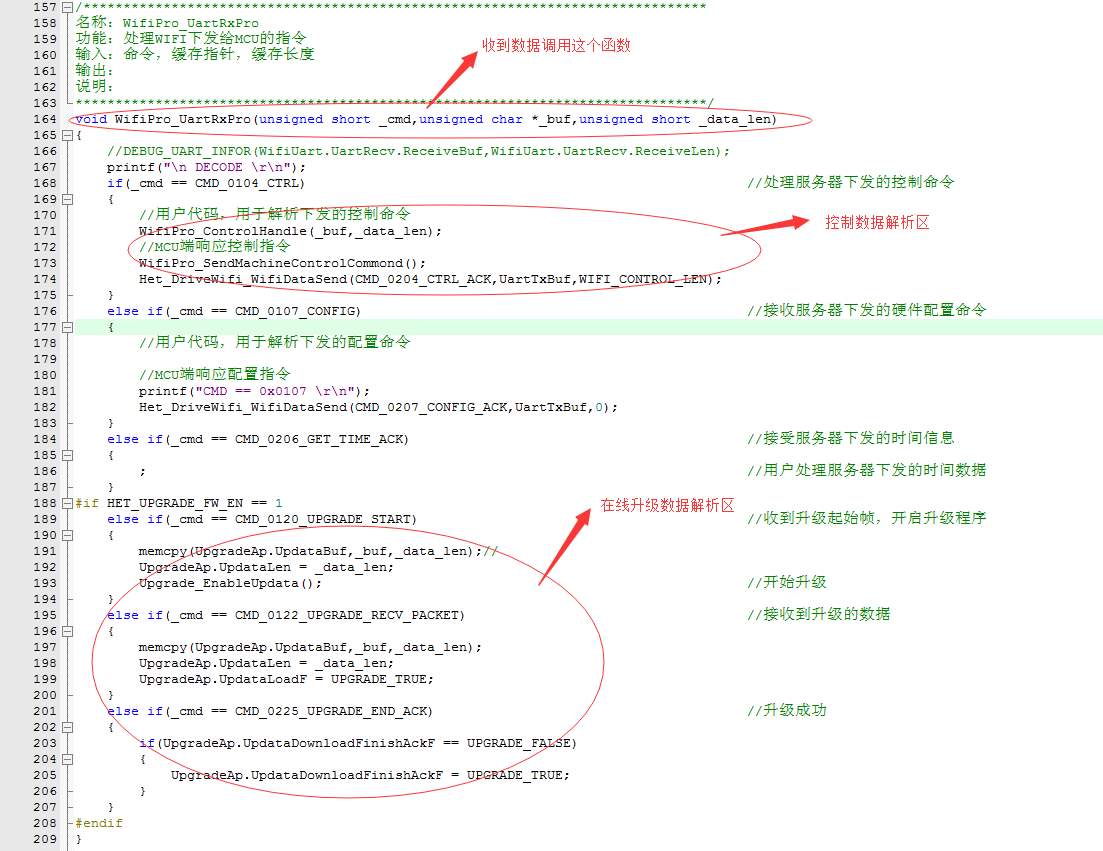 157 /*******************************************************************************
158 名称: WifiPro_UartRxPro
159 功能: 处理WIFI下发给MCU的指令
160 输入: 命令, 缓存指针, 缓存长度
161 输出:
162 说明:
163 *******************************************************************************/
收到数据调用这个函数
164 void WifiPro_UartRxPro(unsigned short _cmd,unsigned char *_buf,unsigned short _data_len)
165 {
166 //DEBUG_UART_INFOR(WifiUart.UartRecv.ReceiveBuf,WifiUart.UartRecv.ReceiveLen);
167 printf("\n DECODE \r\n");
168 if(_cmd == CMD_0104_CTRL) //处理服务器下发的控制命令
169 {
170 //用户代码, 用于解析下发的控制命令
171 WifiPro_ControlHandle(_buf,_data_len);
控制数据解析区
172 //MCU端响应控制指令
173 WifiPro_SendMachineControlCommond();
174 Het_DriveWifi_WifiDataSend(CMD_0204_CTRL_ACK,UartTxBuf,WIFI_CONTROL_LEN);
175 }
176 else if(_cmd == CMD_0107_CONFIG) //接收服务器下发的硬件配置命令
177 {
178 //用户代码, 用于解析下发的配置命令
179
180 //MCU端响应配置指令
181 printf("CMD == 0x0107 \r\n");
182 Het_DriveWifi_WifiDataSend(CMD_0207_CONFIG_ACK,UartTxBuf,0);
183 }
184 else if(_cmd == CMD_0206_GET_TIME_ACK) //接受服务器下发的时间信息
185 {
186 ; //用户处理服务器下发的时间数据
187 }
188 #if HET_UPGRADE_FW_EN == 1
在线升级数据解析区
189 else if(_cmd == CMD_0120_UPGRADE_START) //收到升级起始帧, 开启升级程序
190 {
191 memcpy(UpgradeAp.UpdataBuf,_buf,_data_len);//
192 UpgradeAp.UpdataLen = _data_len;
193 Upgrade_EnableUpdata(); //开始升级
194 }
195 else if(_cmd == CMD_0122_UPGRADE_RECV_PACKET) //接收到升级的数据
196 {
197 memcpy(UpgradeAp.UpdataBuf,_buf,_data_len);
198 UpgradeAp.UpdataLen = _data_len;
199 UpgradeAp.UpdataLoadF = UPGRADE_TRUE;
200 }
201 else if(_cmd == CMD_0225_UPGRADE_END_ACK) //升级成功
202 {
203 if(UpgradeAp.UpdataDownloadFinishAckF == UPGRADE_FALSE)
204 {
205 UpgradeAp.UpdataDownloadFinishAckF = UPGRADE_TRUE;
206 }
207 }
208 #endif
209 }